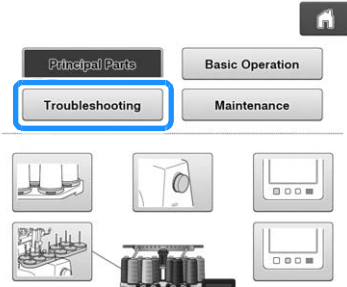 Principal Parts
Basic Operation
Troubleshooting
Maintenance